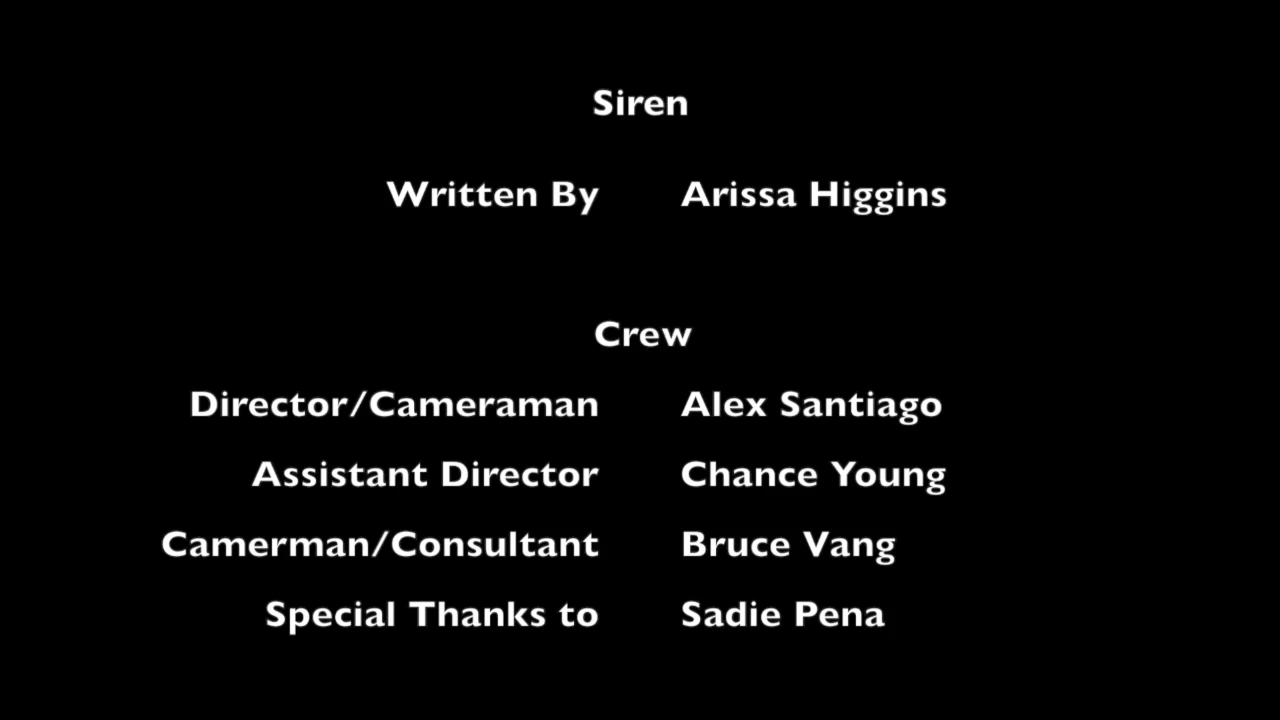 Siren
Written By Arissa Higgins
Crew
Director/Cameraman Alex Santiago
Assistant Director Chance Young
Camerman/Consultant Bruce Vang
Special Thanks to Sadie Pena